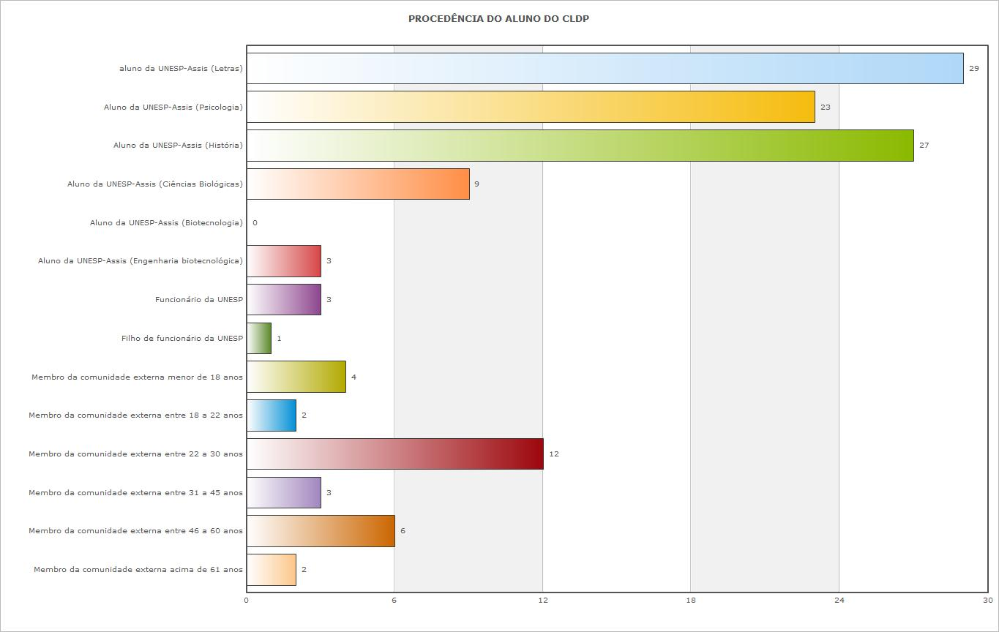 PROCEDÊNCIA DO ALUNO DO CLDP
aluno da UNESP-Assis (Letras) 29
Aluno da UNESP-Assis (Psicologia) 23
Aluno da UNESP-Assis (História) 27
Aluno da UNESP-Assis (Ciências Biológicas) 9
Aluno da UNESP-Assis (Biotecnologia) 0
Aluno da UNESP-Assis (Engenharia biotecnológica) 3
Funcionário da UNESP 3
Filho de funcionário da UNESP 1
Membro da comunidade externa menor de 18 anos 4
Membro da comunidade externa entre 18 a 22 anos 2
Membro da comunidade externa entre 22 a 30 anos 12
Membro da comunidade externa entre 31 a 45 anos 3
Membro da comunidade externa entre 46 a 60 anos 6
Membro da comunidade externa acima de 61 anos 2
0 6 12 18 24 30